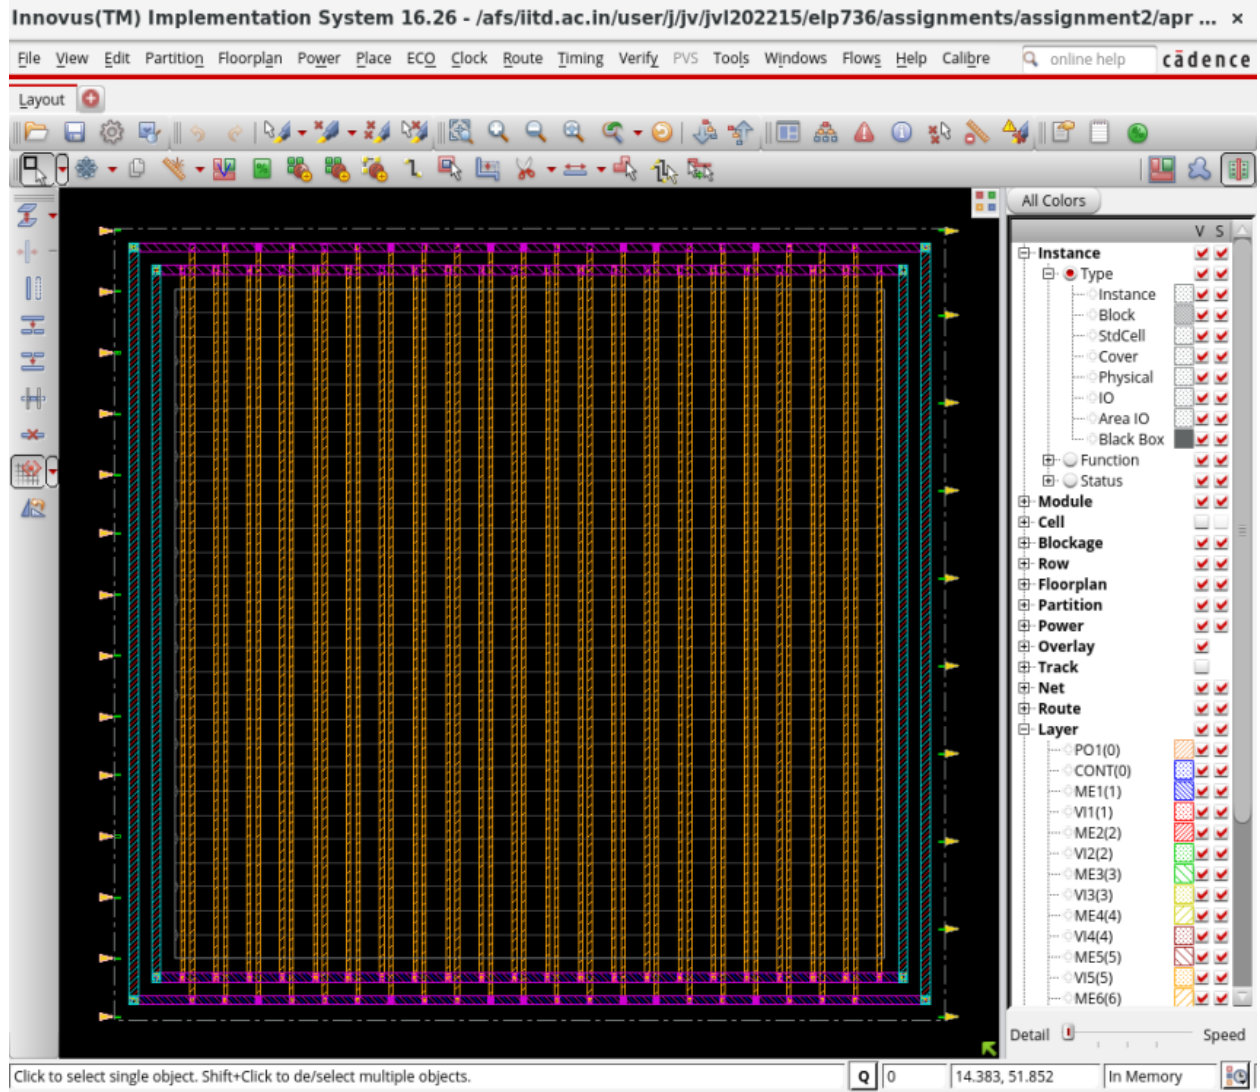 Innovus(TM) Implementation System 16.26 - /afs/iitd.ac.in/user/j/jv/jvl202215/elp736/assignments/assignment2/apr ... ×
File View Edit Partition Floorplan Power Place ECO Clock Route Timing Verify PVS Tools Windows Flows Help Calibre online help cādence
Layout
All Colors
V S
Instance
Type
Instance
Block
StdCell
Cover
Physical
IO
Area IO
Black Box
Function
Status
Module
Cell
Blockage
Row
Floorplan
Partition
Power
Overlay
Track
Net
Route
Layer
PO1(0)
CONT(0)
ME1(1)
VI1(1)
ME2(2)
VI2(2)
ME3(3)
VI3(3)
ME4(4)
VI4(4)
ME5(5)
VI5(5)
ME6(6)
Detail Speed
Click to select single object. Shift+Click to de/select multiple objects. Q 0 14.383, 51.852 In Memory